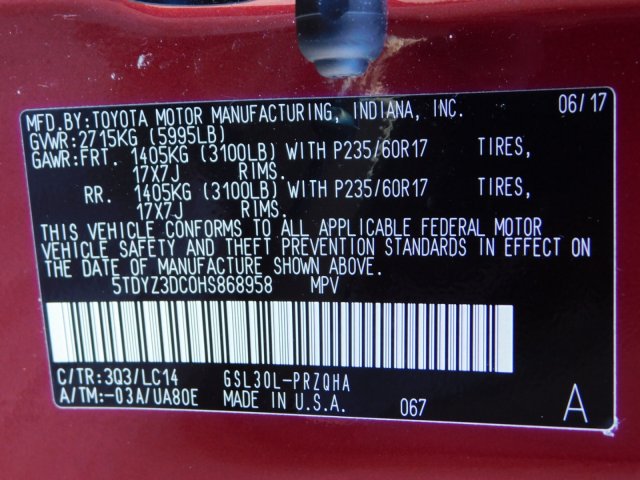 MFD.BY:TOYOTA MOTOR MANUFACTURING, INDIANA, INC. 06/17
GVWR:2715KG (5995LB)
GAWR:FRT. 1405KG (3100LB) WITH P235/60R17 TIRES,
17X7J RIMS.
RR. 1405KG (3100LB) WITH P235/60R17 TIRES,
17X7J RIMS.
THIS VEHICLE CONFORMS TO ALL APPLICABLE FEDERAL MOTOR
VEHICLE SAFETY AND THEFT PREVENTION STANDARDS IN EFFECT ON
THE DATE OF MANUFACTURE SHOWN ABOVE.
5TDYZ3DC0HS868958 MPV
C/TR:3Q3/LC14 GSL30L-PRZQHA
A/TM:-03A/UA80E MADE IN U.S.A. 067 A